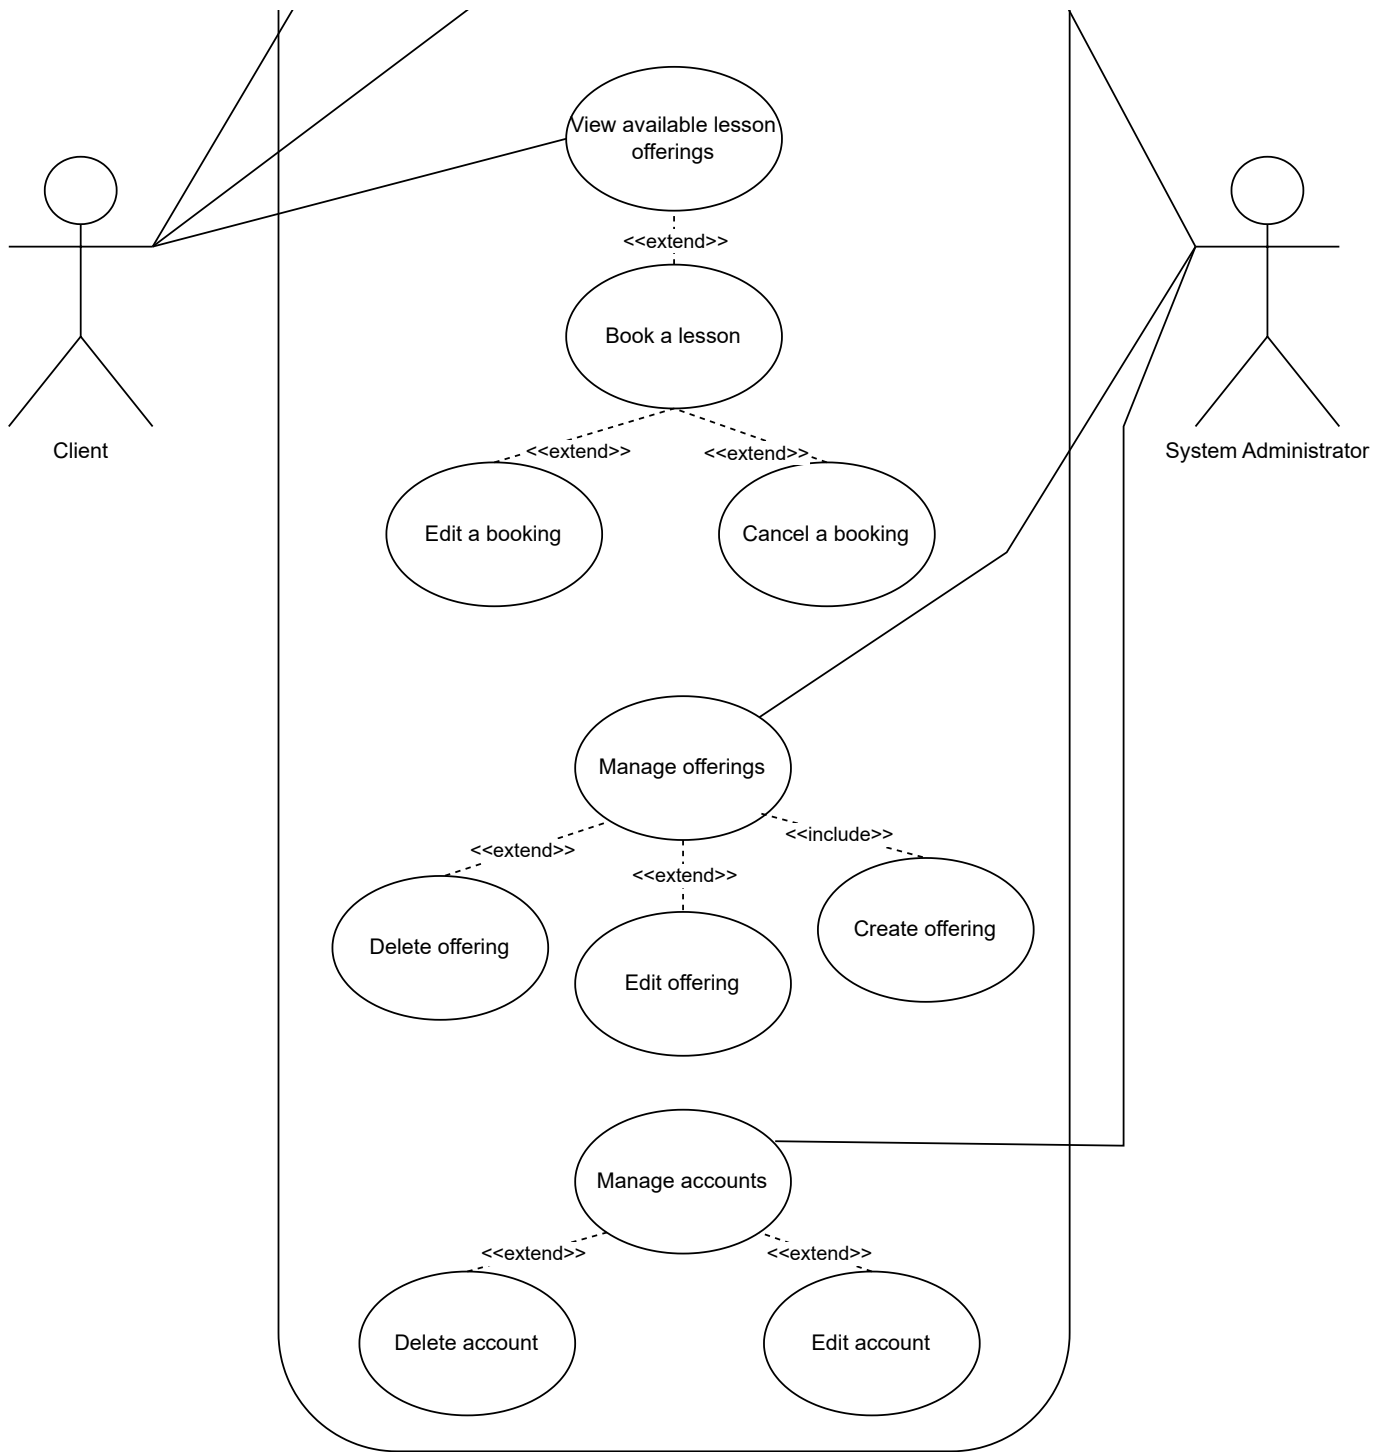 View available lesson
offerings
<<extend>>
Book a lesson
Client
System Administrator
<<extend>>
<<extend>>
Edit a booking
Cancel a booking
Manage offerings
<<extend>>
<<extend>>
<<include>>
Delete offering
Edit offering
Create offering
Manage accounts
<<extend>>
<<extend>>
Delete account
Edit account